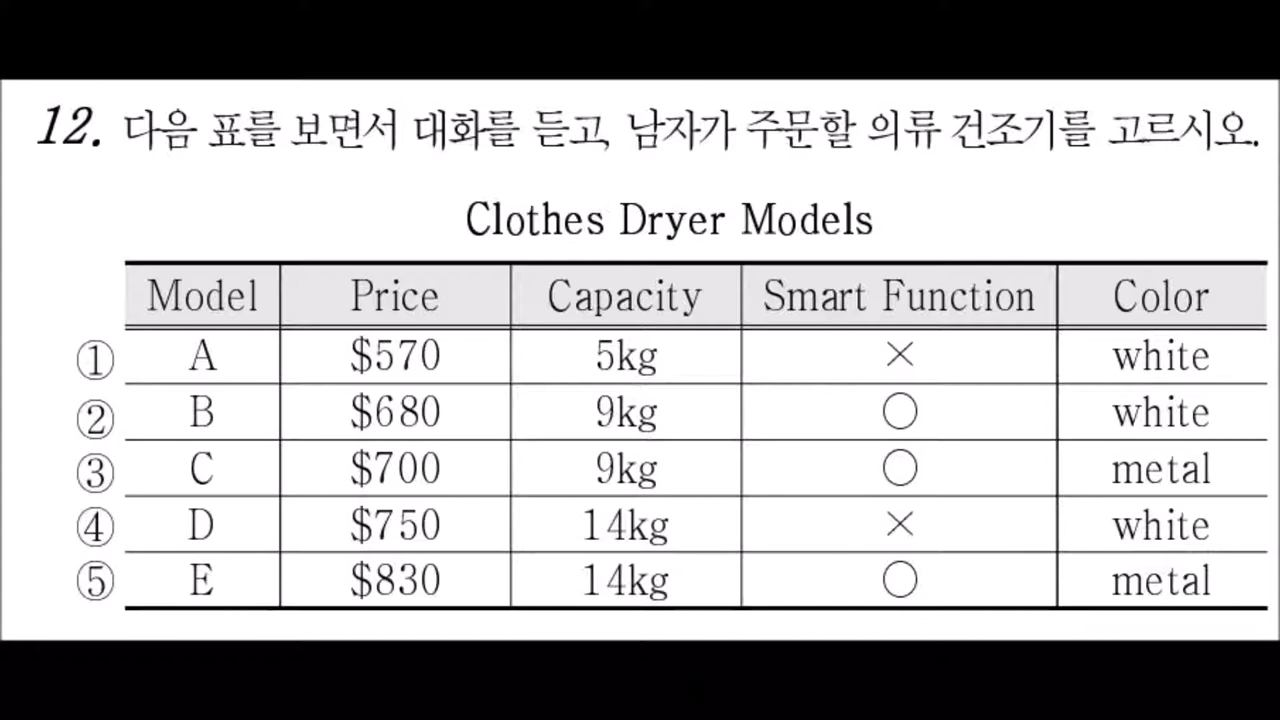 12. 다음 표를 보면서 대화를 듣고, 남자가 주문할 의류 건조기를 고르시오.
Clothes Dryer Models
Model Price Capacity Smart Function Color
① A $570 5kg × white
② B $680 9kg ○ white
③ C $700 9kg ○ metal
④ D $750 14kg × white
⑤ E $830 14kg ○ metal